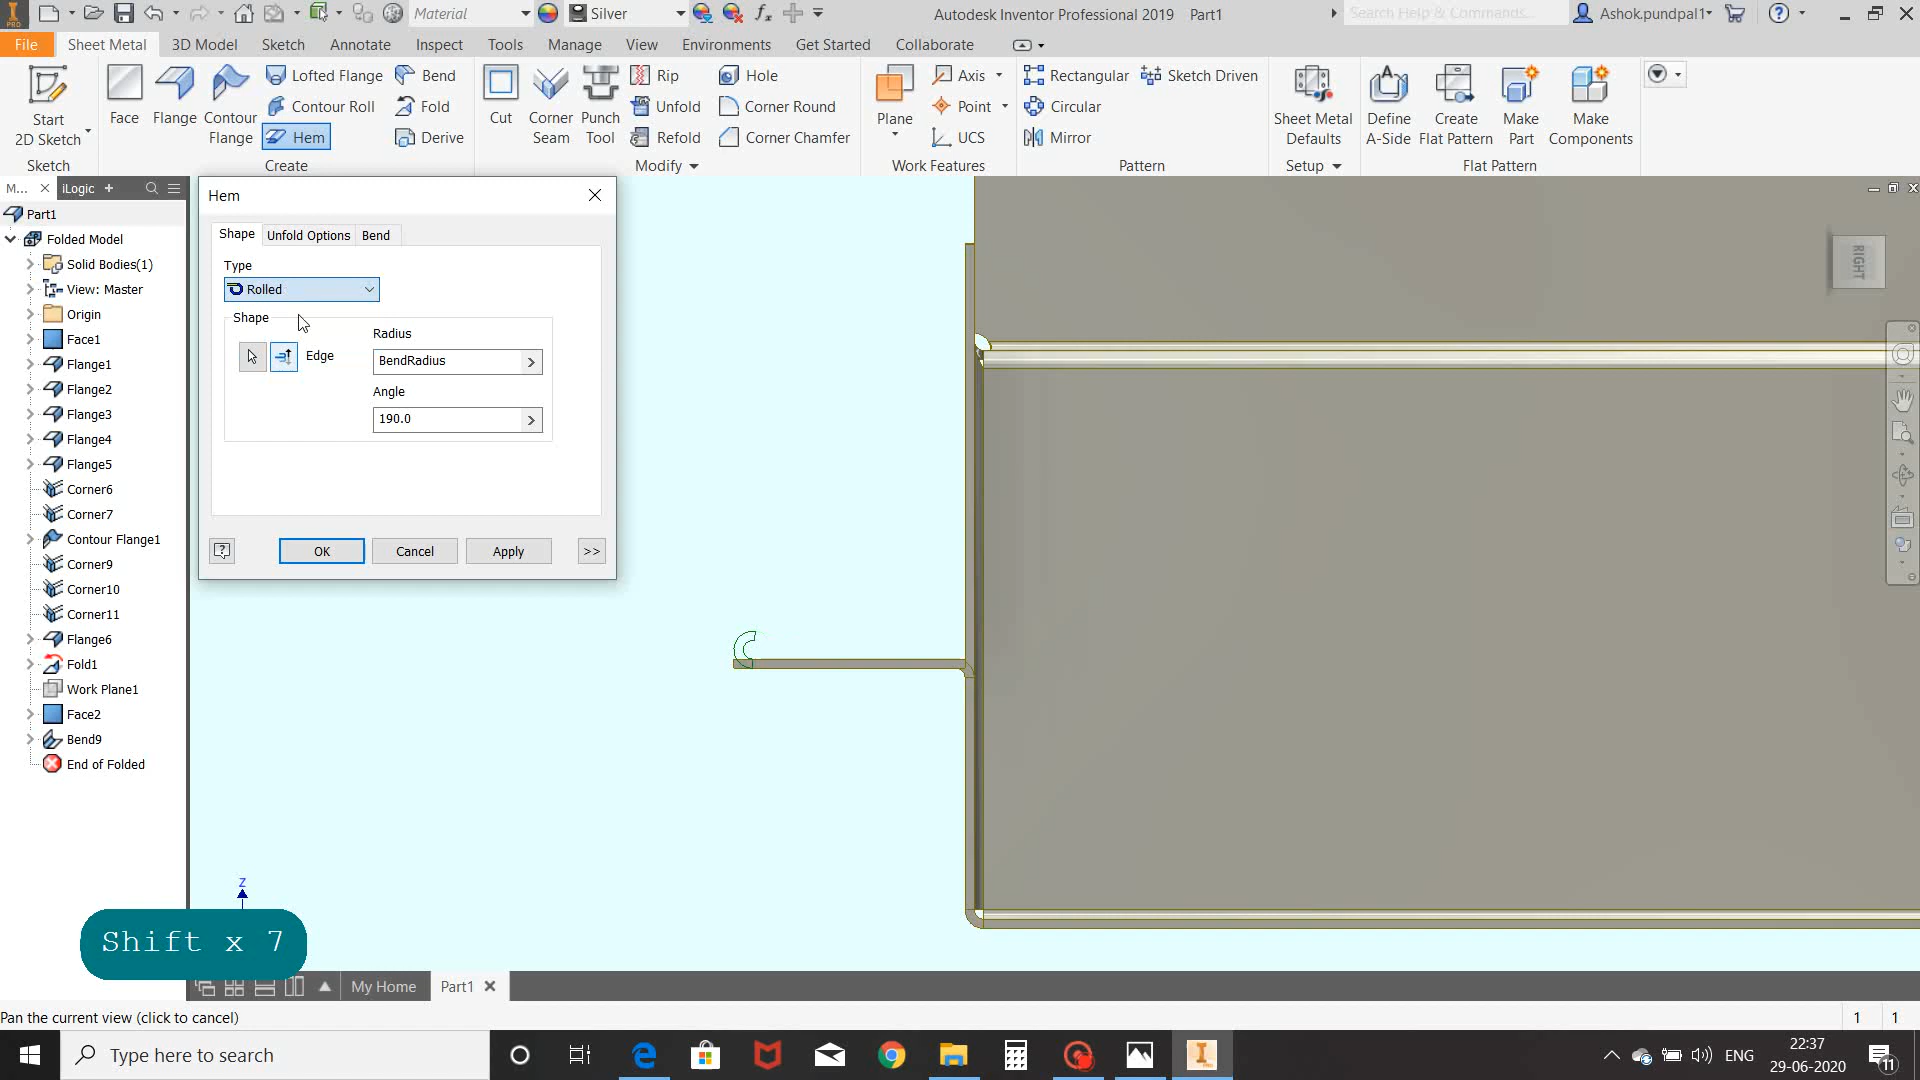 Material
Silver
Autodesk Inventor Professional 2019 Part1
Search Help & Commands...
Ashok.pundpal1
File
Sheet Metal
3D Model
Sketch
Annotate
Inspect
Tools
Manage
View
Environments
Get Started
Collaborate
PRO
Start
2D Sketch
Face
Flange
Contour
Flange
Lofted Flange
Contour Roll
Hem
Bend
Fold
Derive
Cut
Corner
Seam
Punch
Tool
Rip
Unfold
Refold
Hole
Corner Round
Corner Chamfer
Plane
Axis
Point
UCS
Rectangular
Circular
Mirror
Sketch Driven
Sheet Metal
Defaults
Define
A-Side
Create
Flat Pattern
Make
Part
Make
Components
Sketch
Create
Modify
Work Features
Pattern
Setup
Flat Pattern
M...
iLogic
Part1
Folded Model
Solid Bodies(1)
View: Master
Origin
Face1
Flange1
Flange2
Flange3
Flange4
Flange5
Corner6
Corner7
Contour Flange1
Corner9
Corner10
Corner11
Flange6
Fold1
Work Plane1
Face2
Bend9
End of Folded
Hem
Shape
Unfold Options
Bend
Type
Rolled
Shape
Edge
Radius
BendRadius
Angle
190.0
OK
Cancel
Apply
>>
RIGHT
Z
Shift x 7
My Home
Part1
Pan the current view (click to cancel)
1
1
Type here to search
ENG
22:37
29-06-2020
11